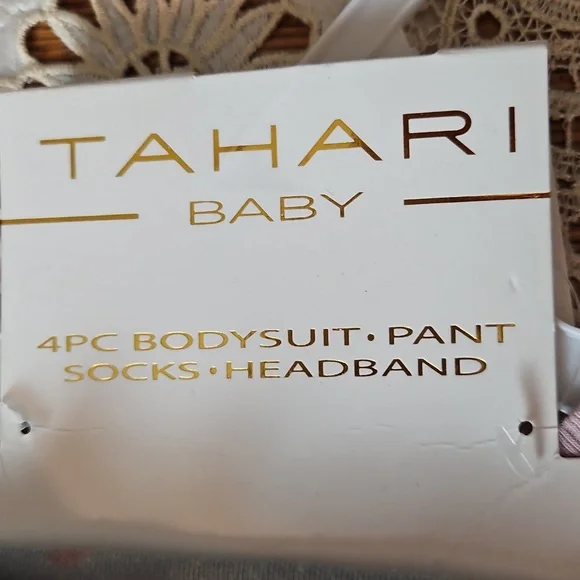 TAHARI
BABY
4PC BODYSUIT • PANT
SOCKS • HEADBAND